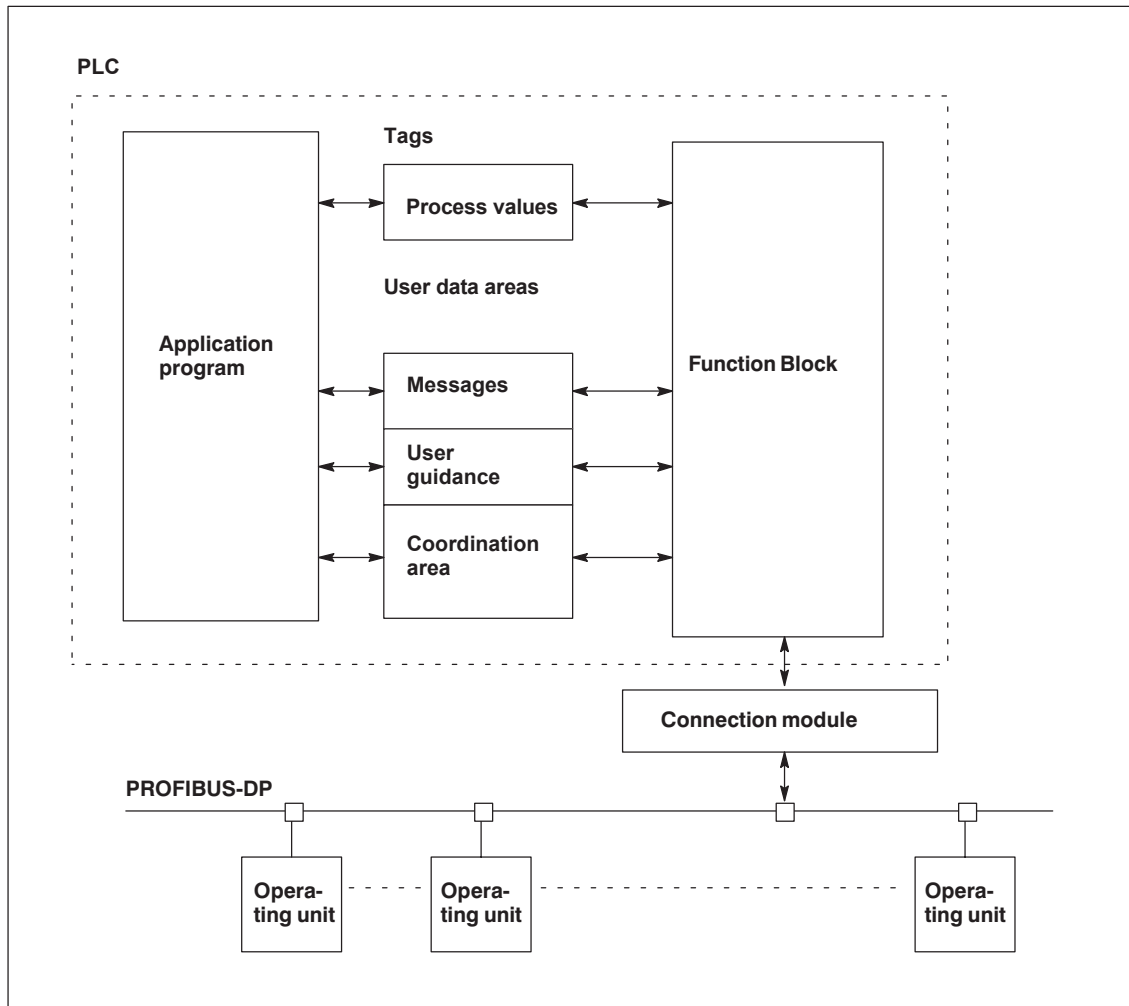 PLC
Tags
Process values
User data areas
Application
program
Function Block
Messages
User
guidance
Coordination
area
Connection module
PROFIBUS-DP
Opera-
ting unit
Opera-
ting unit
Opera-
ting unit